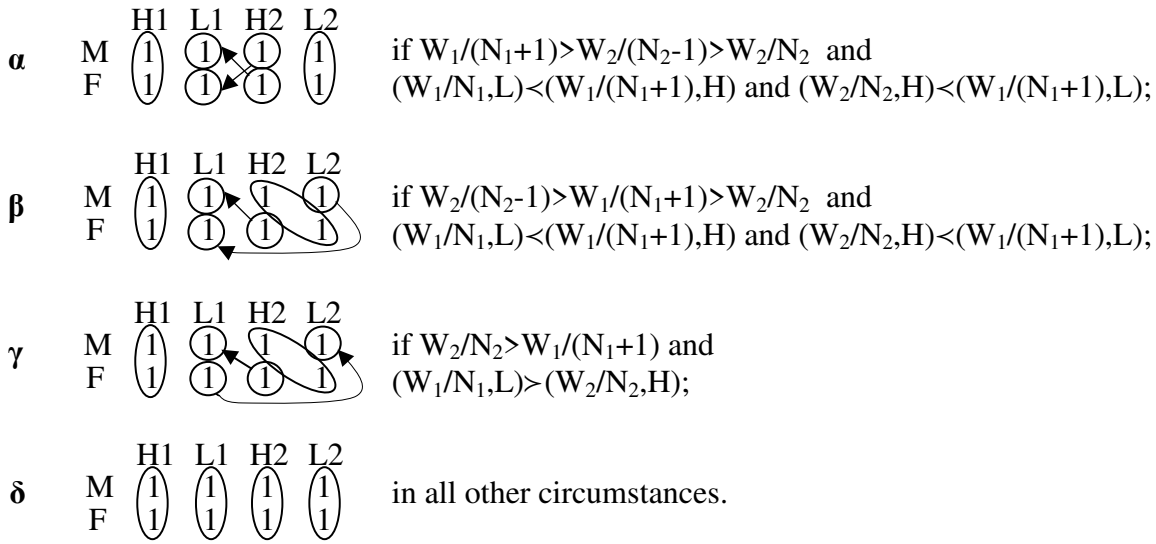 H1 L1 H2 L2
α M 1 1 1 1 if W₁/(N₁+1)>W₂/(N₂-1)>W₂/N₂ and
F 1 1 1 1 (W₁/N₁,L)≺(W₁/(N₁+1),H) and (W₂/N₂,H)≺(W₁/(N₁+1),L);
H1 L1 H2 L2
β M 1 1 1 1 if W₂/(N₂-1)>W₁/(N₁+1)>W₂/N₂ and
F 1 1 1 1 (W₁/N₁,L)≺(W₁/(N₁+1),H) and (W₂/N₂,H)≺(W₁/(N₁+1),L);
H1 L1 H2 L2
γ M 1 1 1 1 if W₂/N₂>W₁/(N₁+1) and
F 1 1 1 1 (W₁/N₁,L)≻(W₂/N₂,H);
H1 L1 H2 L2
δ M 1 1 1 1 in all other circumstances.
F 1 1 1 1